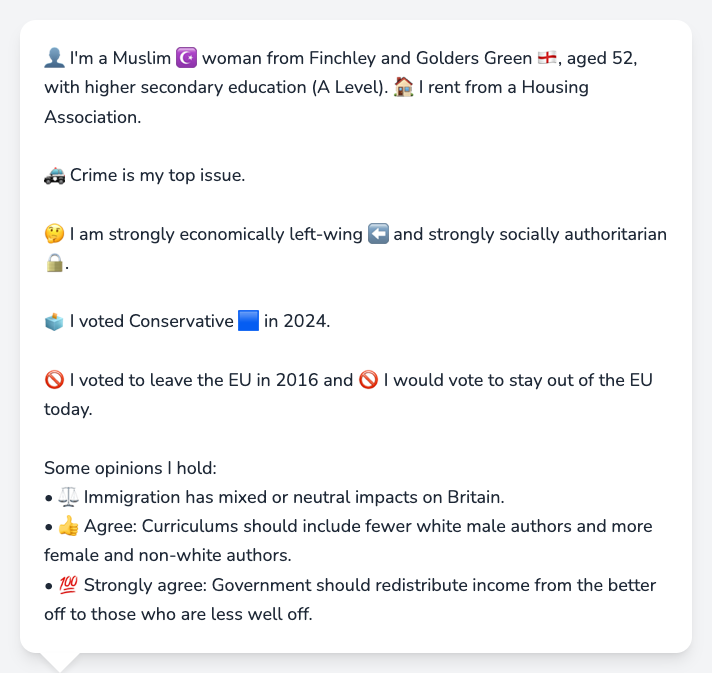 👤 I'm a Muslim ☪️ woman from Finchley and Golders Green 🏴󠁧󠁢󠁥󠁮󠁧󠁿, aged 52,
with higher secondary education (A Level). 🏠 I rent from a Housing
Association.
🚓 Crime is my top issue.
🤔 I am strongly economically left-wing ⬅️ and strongly socially authoritarian
🔒.
🗳️ I voted Conservative 🟦 in 2024.
🚫 I voted to leave the EU in 2016 and 🚫 I would vote to stay out of the EU
today.
Some opinions I hold:
• ⚖️ Immigration has mixed or neutral impacts on Britain.
• 👍 Agree: Curriculums should include fewer white male authors and more
female and non-white authors.
• 💯 Strongly agree: Government should redistribute income from the better
off to those who are less well off.